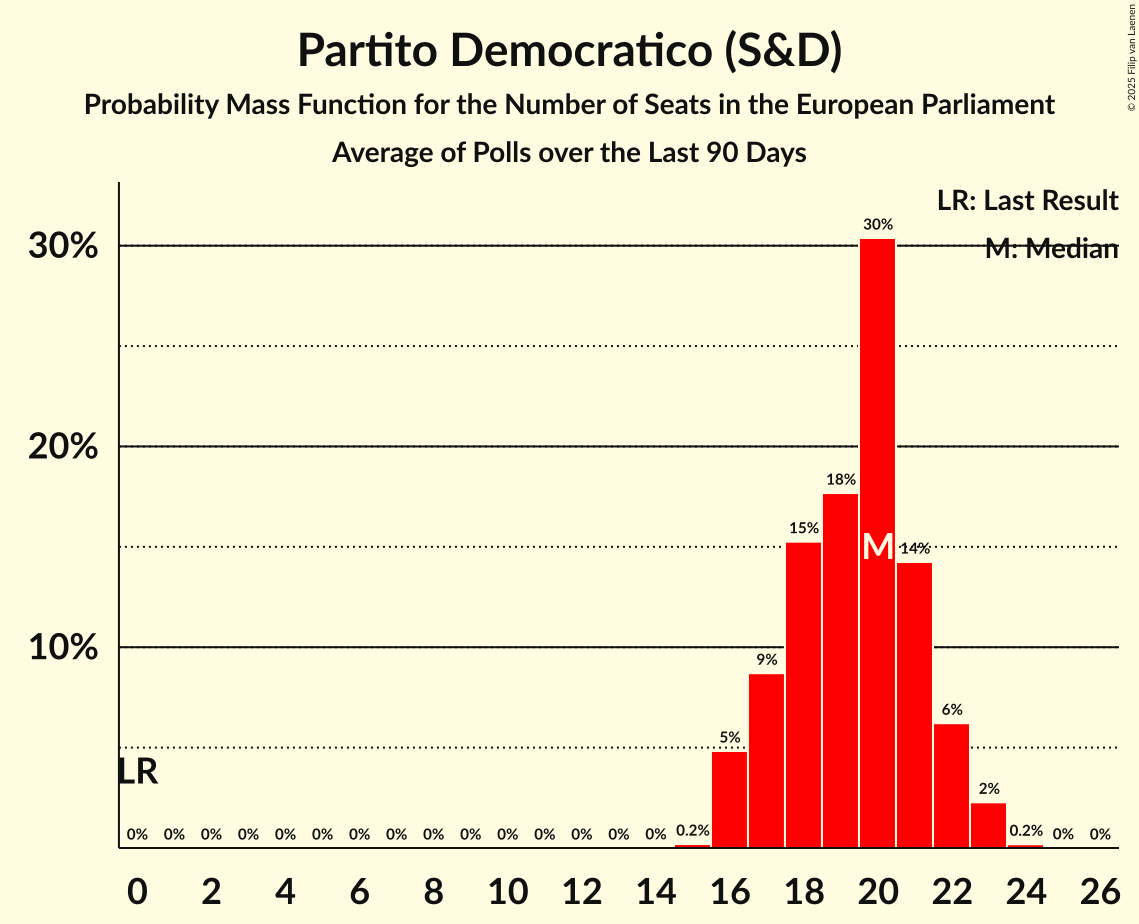 Partito Democratico (S&D)
Probability Mass Function for the Number of Seats in the European Parliament
Average of Polls over the Last 90 Days
© 2025 Filip van Laenen
LR: Last Result
M: Median
30%
20%
10%
30%
18%
15%
M
14%
9%
6%
5%
2%
LR
0% 0% 0% 0% 0% 0% 0% 0% 0% 0% 0% 0% 0% 0% 0% 0.2% 0.2% 0% 0%
0 2 4 6 8 10 12 14 16 18 20 22 24 26